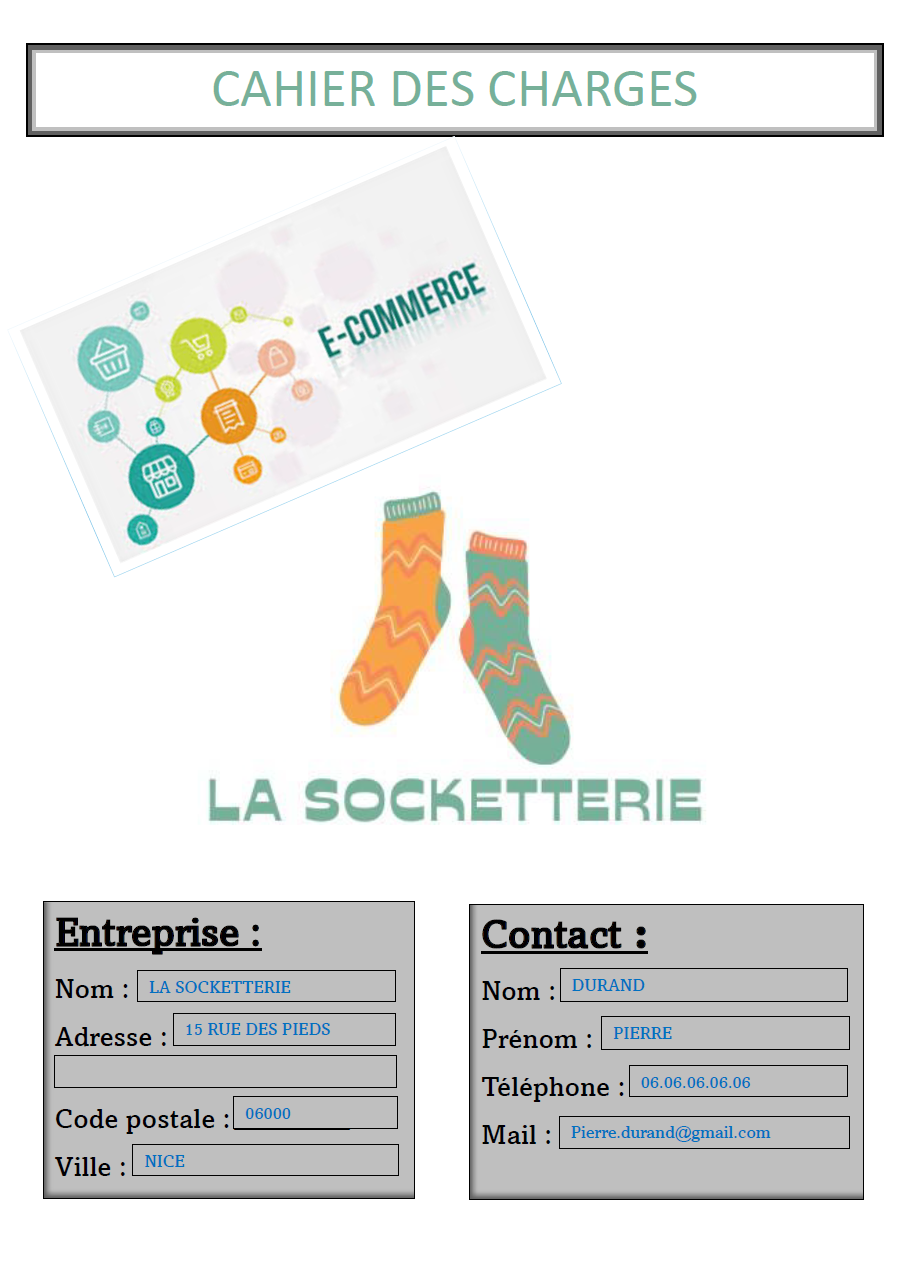 CAHIER DES CHARGES
E-COMMERCE
LA SOCKETTERIE
Entreprise :
Nom : LA SOCKETTERIE
Adresse : 15 RUE DES PIEDS
Code postale : 06000
Ville : NICE
Contact :
Nom : DURAND
Prénom : PIERRE
Téléphone : 06.06.06.06.06
Mail : Pierre.durand@gmail.com